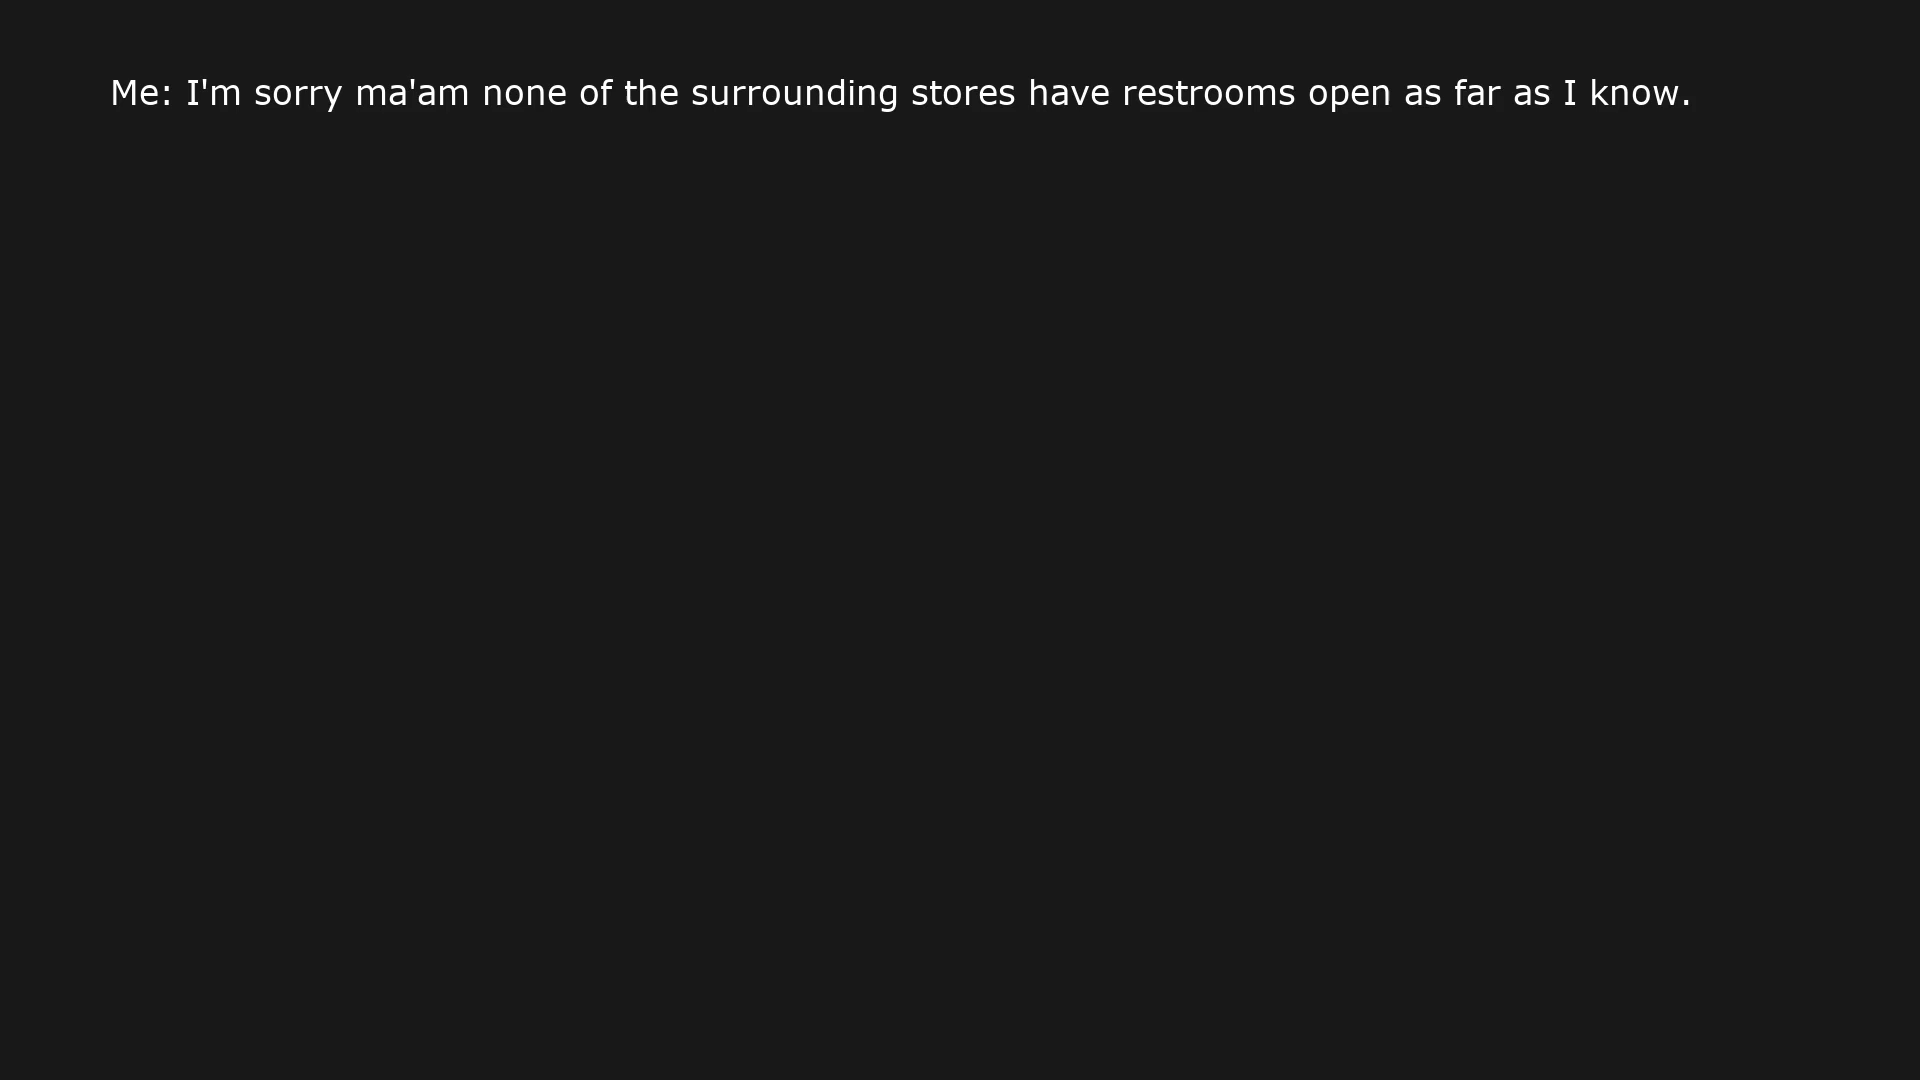 Me: I'm sorry ma'am none of the surrounding stores have restrooms open as far as I know.